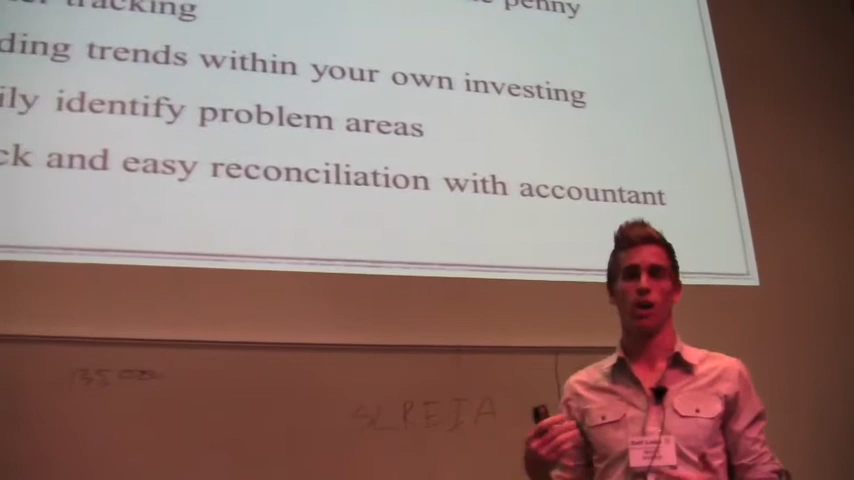 tracking
penny
ding trends within your own investing
ily identify problem areas
ck and easy reconciliation with accountant
SLREIA